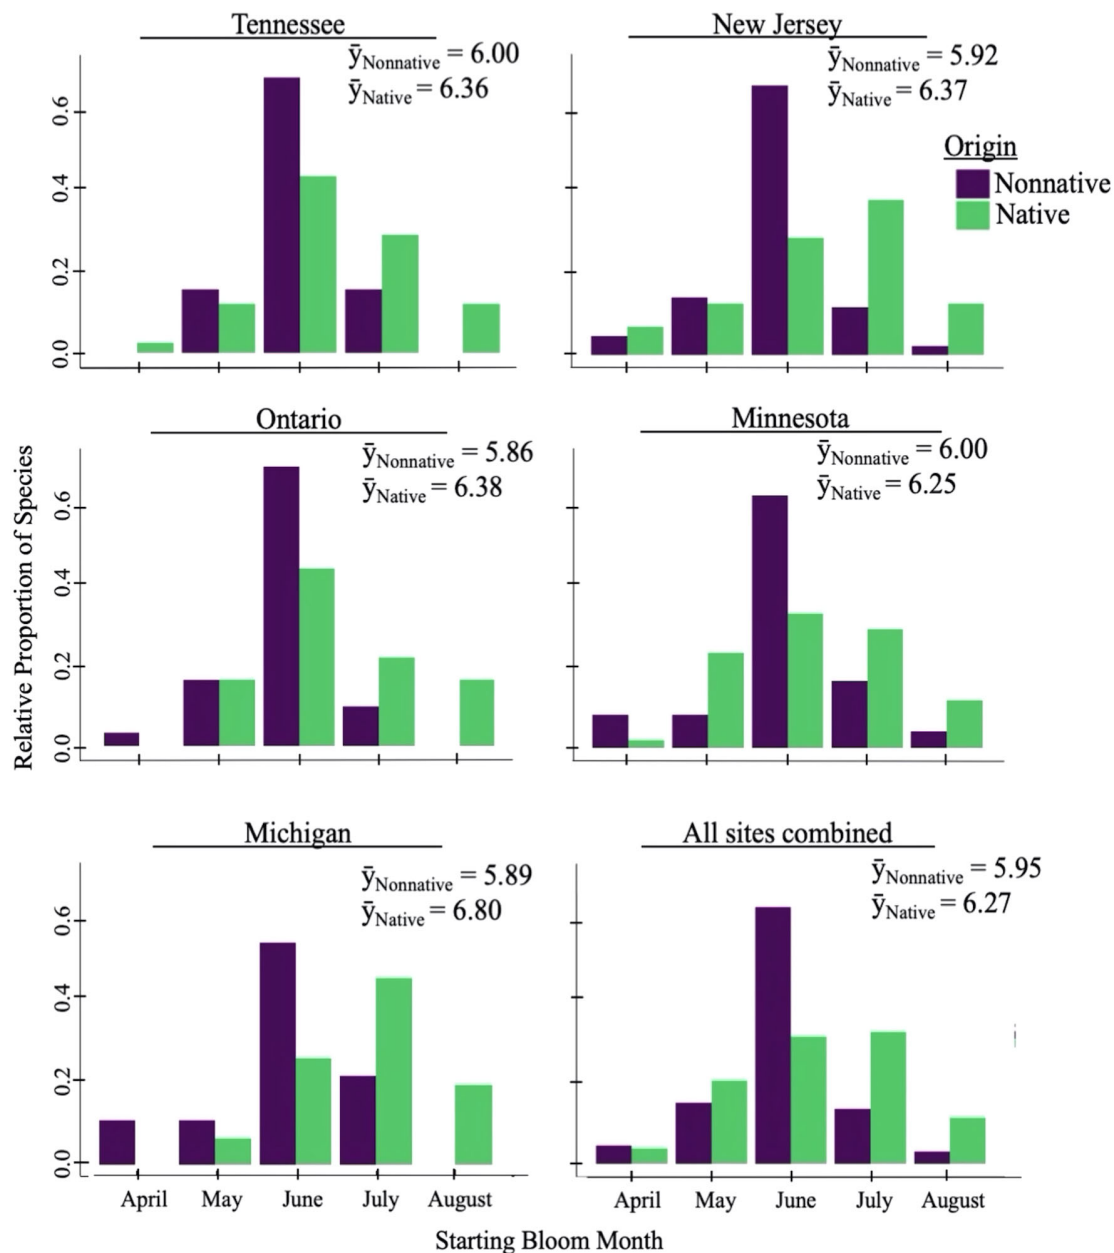 Tennessee
ȳNonnative = 6.00
ȳNative = 6.36
0.6
0.4
0.2
0.0
New Jersey
ȳNonnative = 5.92
ȳNative = 6.37
Origin
Nonnative
Native
Relative Proportion of Species
Ontario
ȳNonnative = 5.86
ȳNative = 6.38
0.6
0.4
0.2
0.0
Minnesota
ȳNonnative = 6.00
ȳNative = 6.25
Michigan
ȳNonnative = 5.89
ȳNative = 6.80
0.6
0.4
0.2
0.0
April May June July August
All sites combined
ȳNonnative = 5.95
ȳNative = 6.27
April May June July August
Starting Bloom Month